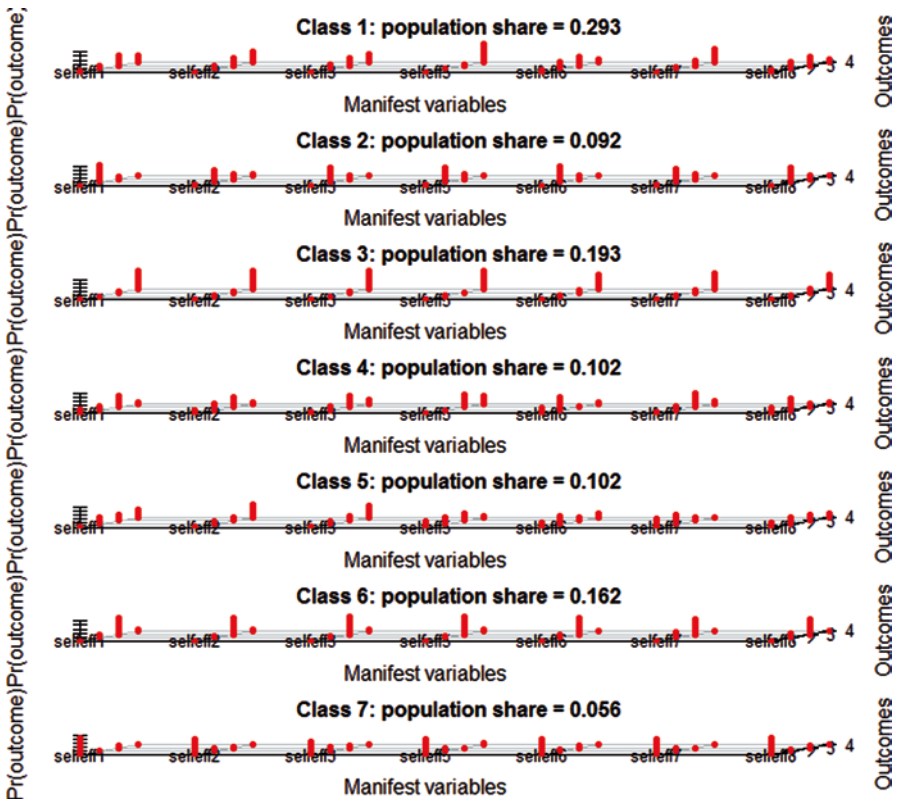 Class 1: population share = 0.293
Pr(outcome)
selfeff1 selfeff2 selfeff3 selfeff5 selfeff6 selfeff7 selfeff8 2 3 4
Outcomes
Manifest variables
Class 2: population share = 0.092
Pr(outcome)
selfeff1 selfeff2 selfeff3 selfeff5 selfeff6 selfeff7 selfeff8 2 3 4
Outcomes
Manifest variables
Class 3: population share = 0.193
Pr(outcome)
selfeff1 selfeff2 selfeff3 selfeff5 selfeff6 selfeff7 selfeff8 2 3 4
Outcomes
Manifest variables
Class 4: population share = 0.102
Pr(outcome)
selfeff1 selfeff2 selfeff3 selfeff5 selfeff6 selfeff7 selfeff8 2 3 4
Outcomes
Manifest variables
Class 5: population share = 0.102
Pr(outcome)
selfeff1 selfeff2 selfeff3 selfeff5 selfeff6 selfeff7 selfeff8 2 3 4
Outcomes
Manifest variables
Class 6: population share = 0.162
Pr(outcome)
selfeff1 selfeff2 selfeff3 selfeff5 selfeff6 selfeff7 selfeff8 2 3 4
Outcomes
Manifest variables
Class 7: population share = 0.056
Pr(outcome)
selfeff1 selfeff2 selfeff3 selfeff5 selfeff6 selfeff7 selfeff8 2 3 4
Outcomes
Manifest variables